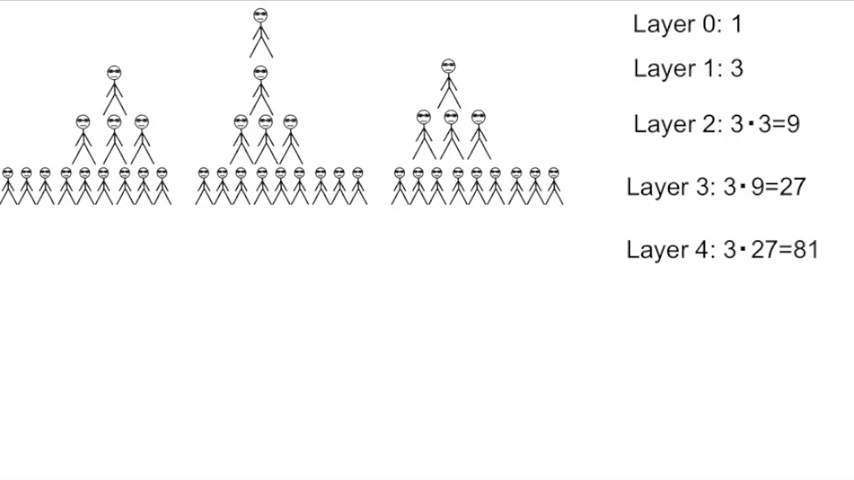 Layer 0: 1
Layer 1: 3
Layer 2: 3·3=9
Layer 3: 3·9=27
Layer 4: 3·27=81